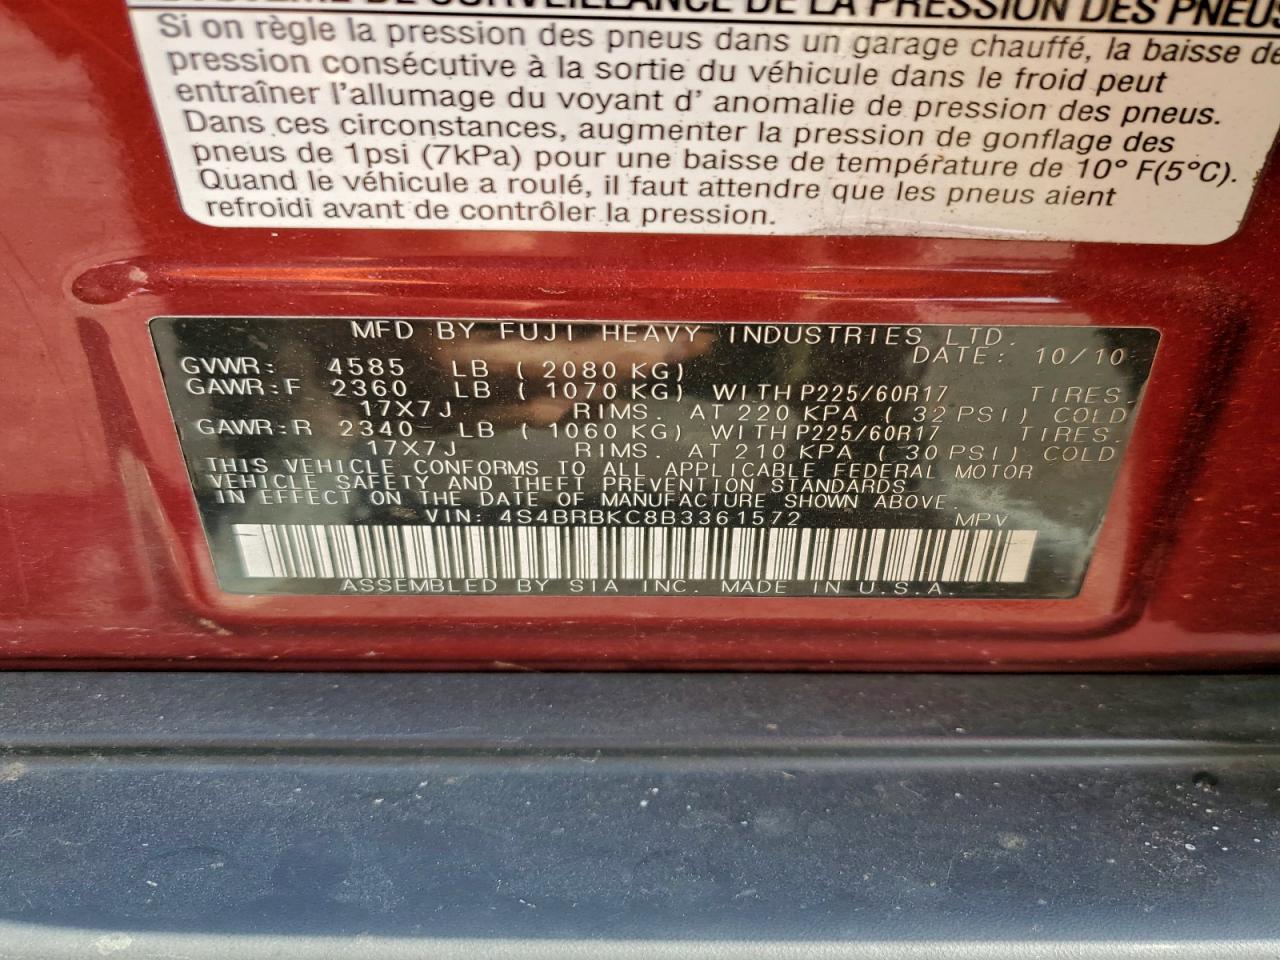 DE SURVEILLANCE DE LA PRESSION DES PNEUS
Si on règle la pression des pneus dans un garage chauffé, la baisse de
pression consécutive à la sortie du véhicule dans le froid peut
entraîner l'allumage du voyant d' anomalie de pression des pneus.
Dans ces circonstances, augmenter la pression de gonflage des
pneus de 1psi (7kPa) pour une baisse de température de 10° F(5°C).
Quand le véhicule a roulé, il faut attendre que les pneus aient
refroidi avant de contrôler la pression.
MFD BY FUJI HEAVY INDUSTRIES LTD.
DATE: 10/10
GVWR: 4585 LB ( 2080 KG)
GAWR:F 2360 LB ( 1070 KG) WITH P225/60R17 TIRES.
17X7J RIMS. AT 220 KPA ( 32 PSI) COLD
GAWR:R 2340 LB ( 1060 KG) WITH P225/60R17 TIRES.
17X7J RIMS. AT 210 KPA ( 30 PSI) COLD
THIS VEHICLE CONFORMS TO ALL APPLICABLE FEDERAL MOTOR
VEHICLE SAFETY AND THEFT PREVENTION STANDARDS
IN EFFECT ON THE DATE OF MANUFACTURE SHOWN ABOVE.
VIN: 4S4BRBKC8B3361572 MPV
ASSEMBLED BY SIA INC. MADE IN U.S.A.